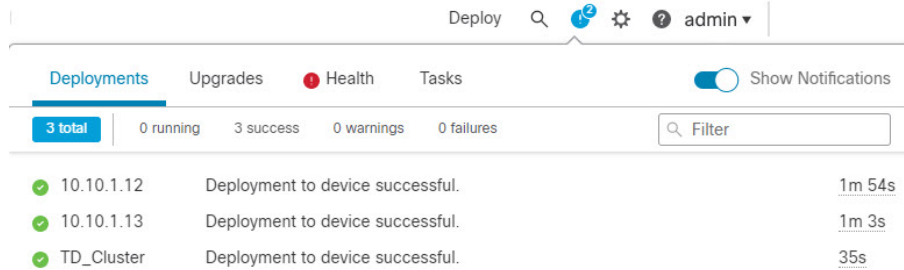 Deploy 2 ? admin
Deployments Upgrades ! Health Tasks Show Notifications
3 total 0 running 3 success 0 warnings 0 failures Filter
10.10.1.12 Deployment to device successful. 1m 54s
10.10.1.13 Deployment to device successful. 1m 3s
TD_Cluster Deployment to device successful. 35s